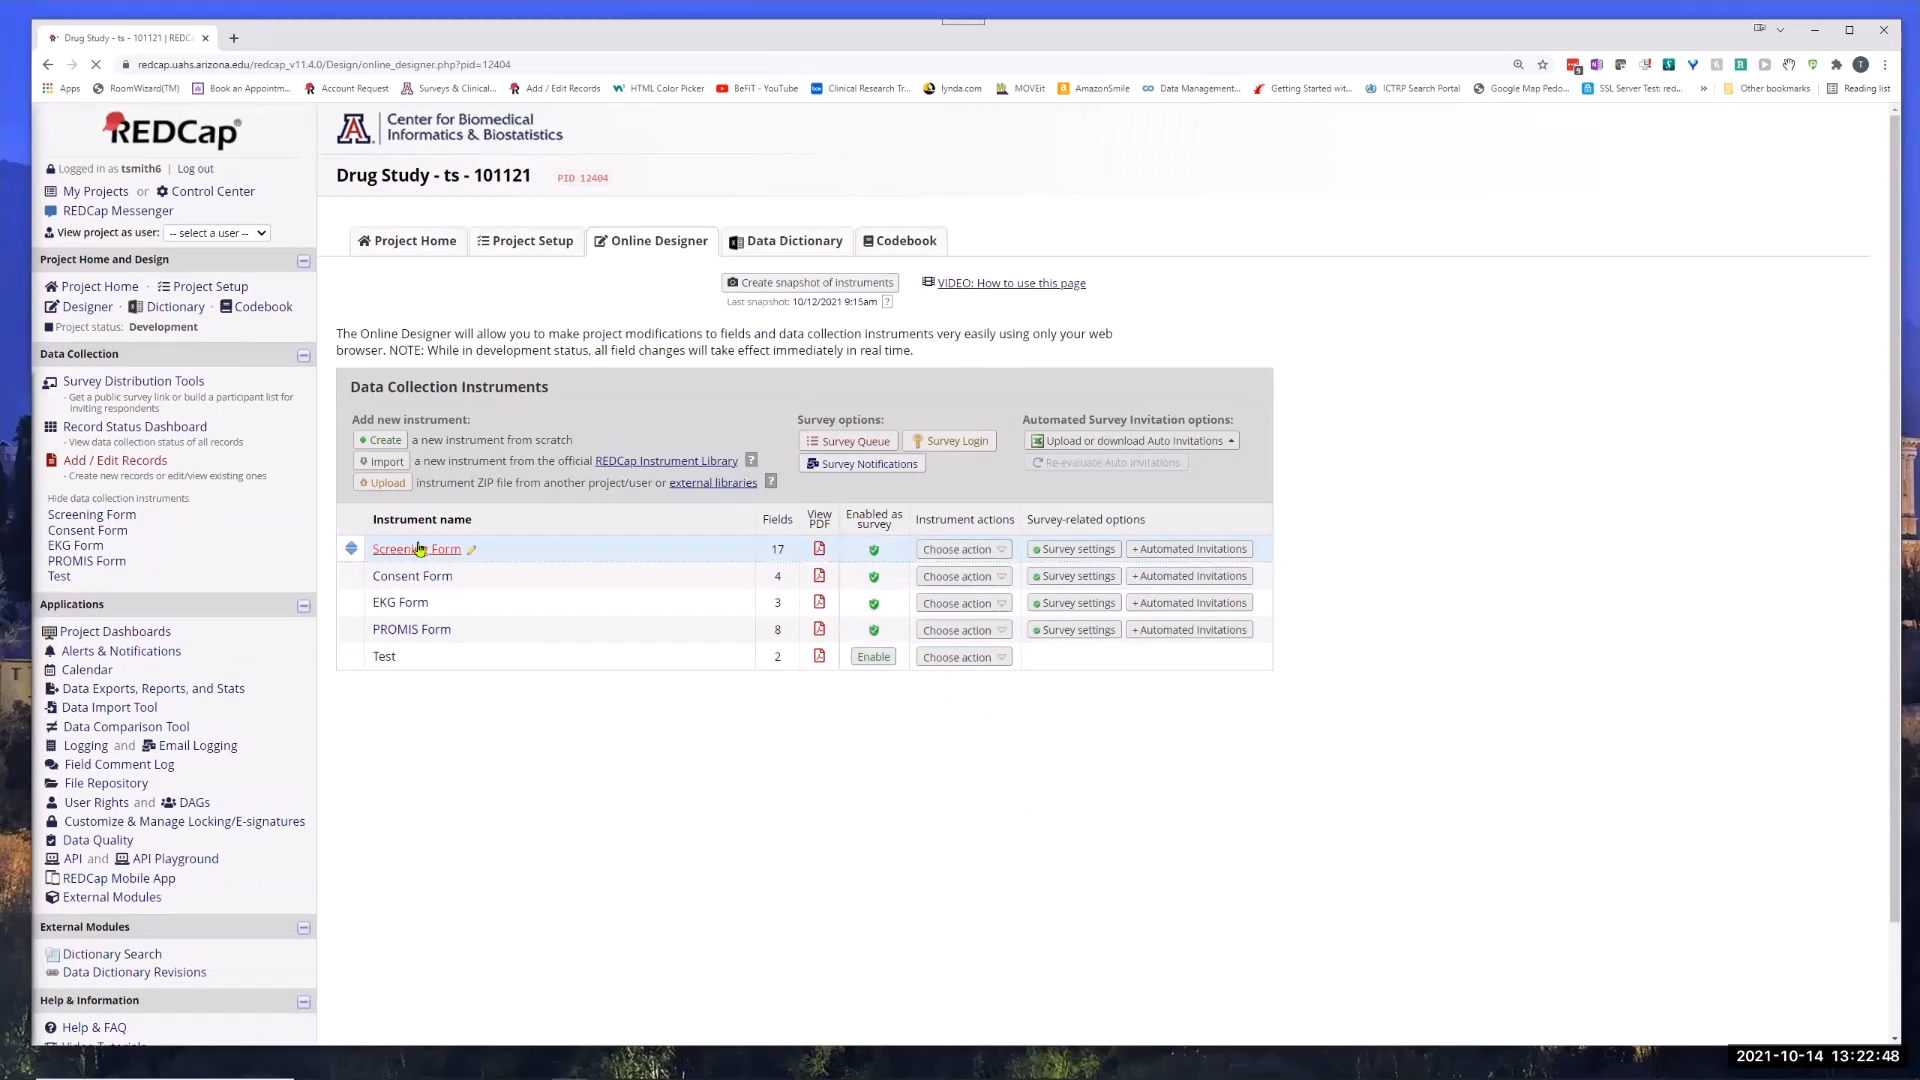 Drug Study - ts - 101121 | REDC
redcap.uahs.arizona.edu/redcap_v11.4.0/Design/online_designer.php?pid=12404
Apps RoomWizard(TM) Book an Appointm... Account Request Surveys & Clinical... Add / Edit Records HTML Color Picker BeFiT - YouTube Clinical Research Tr... lynda.com MOVEit AmazonSmile Data Management... Getting Started wit... ICTRP Search Portal Google Map Pedo... SSL Server Test: red... » Other bookmarks Reading list
REDCap
Logged in as tsmith6 | Log out
My Projects or Control Center
REDCap Messenger
View project as user: -- select a user --
Project Home and Design
Project Home · Project Setup
Designer · Dictionary · Codebook
Project status: Development
Data Collection
Survey Distribution Tools
- Get a public survey link or build a participant list for
inviting respondents
Record Status Dashboard
- View data collection status of all records
Add / Edit Records
- Create new records or edit/view existing ones
Hide data collection instruments
Screening Form
Consent Form
EKG Form
PROMIS Form
Test
Applications
Project Dashboards
Alerts & Notifications
Calendar
Data Exports, Reports, and Stats
Data Import Tool
Data Comparison Tool
Logging and Email Logging
Field Comment Log
File Repository
User Rights and DAGs
Customize & Manage Locking/E-signatures
Data Quality
API and API Playground
REDCap Mobile App
External Modules
External Modules
Dictionary Search
Data Dictionary Revisions
Help & Information
Help & FAQ
A Center for Biomedical
Informatics & Biostatistics
Drug Study - ts - 101121 PID 12404
Project Home Project Setup Online Designer Data Dictionary Codebook
Create snapshot of instruments VIDEO: How to use this page
Last snapshot: 10/12/2021 9:15am ?
The Online Designer will allow you to make project modifications to fields and data collection instruments very easily using only your web
browser. NOTE: While in development status, all field changes will take effect immediately in real time.
Data Collection Instruments
Add new instrument: Survey options: Automated Survey Invitation options:
Create a new instrument from scratch Survey Queue Survey Login Upload or download Auto Invitations
Import a new instrument from the official REDCap Instrument Library ? Survey Notifications Re-evaluate Auto Invitations
Upload instrument ZIP file from another project/user or external libraries ?
Instrument name Fields View PDF Enabled as survey Instrument actions Survey-related options
Screening Form 17 Choose action Survey settings + Automated Invitations
Consent Form 4 Choose action Survey settings + Automated Invitations
EKG Form 3 Choose action Survey settings + Automated Invitations
PROMIS Form 8 Choose action Survey settings + Automated Invitations
Test 2 Enable Choose action
2021-10-14 13:22:48